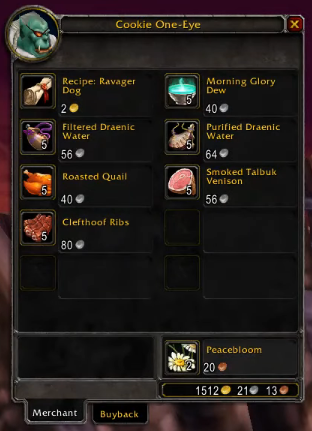 Cookie One-Eye
Recipe: Ravager Dog
2
Morning Glory Dew
5
40
Filtered Draenic Water
5
56
Purified Draenic Water
5
64
Roasted Quail
5
40
Smoked Talbuk Venison
5
56
Clefthoof Ribs
5
80
Peacebloom
2
20
1512 21 13
Merchant
Buyback